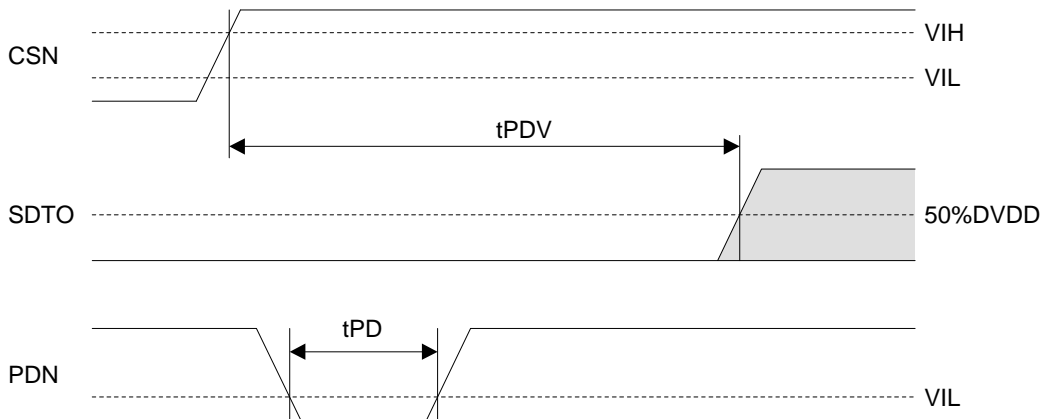 CSN
VIH
VIL
tPDV
SDTO
50%DVDD
tPD
PDN
VIL